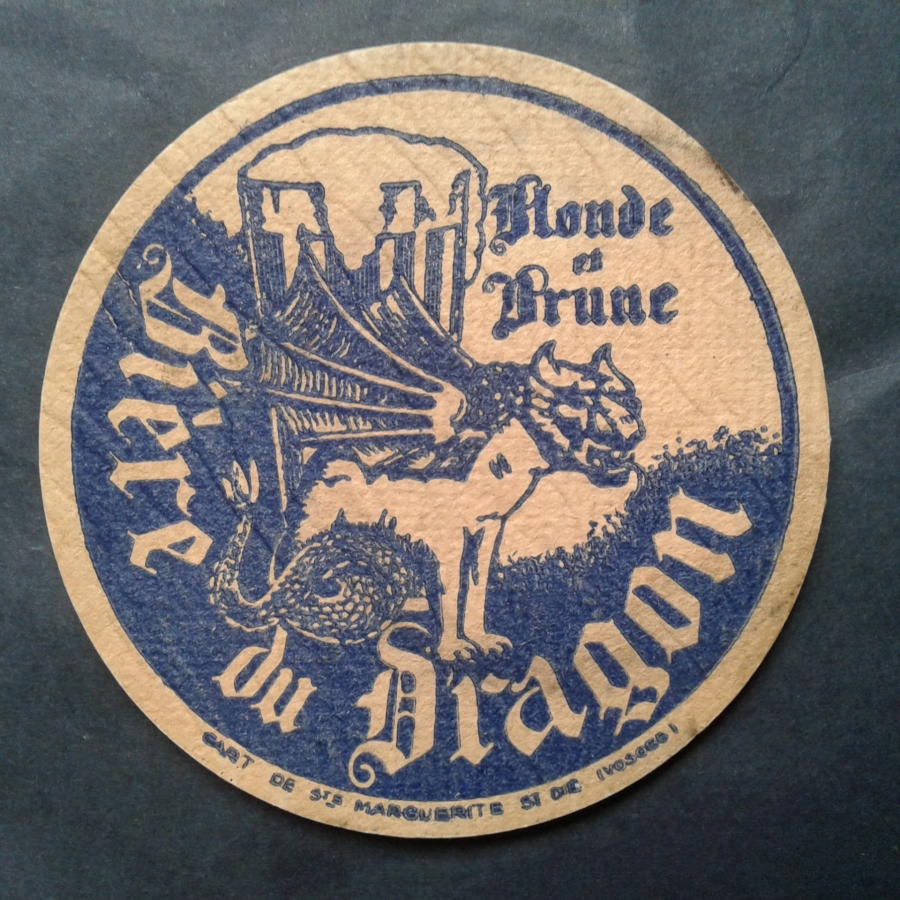 Blonde
et
Brune
Bière
du Dragon
CART DE STE MARGUERITE ST DIE (VOSGES)